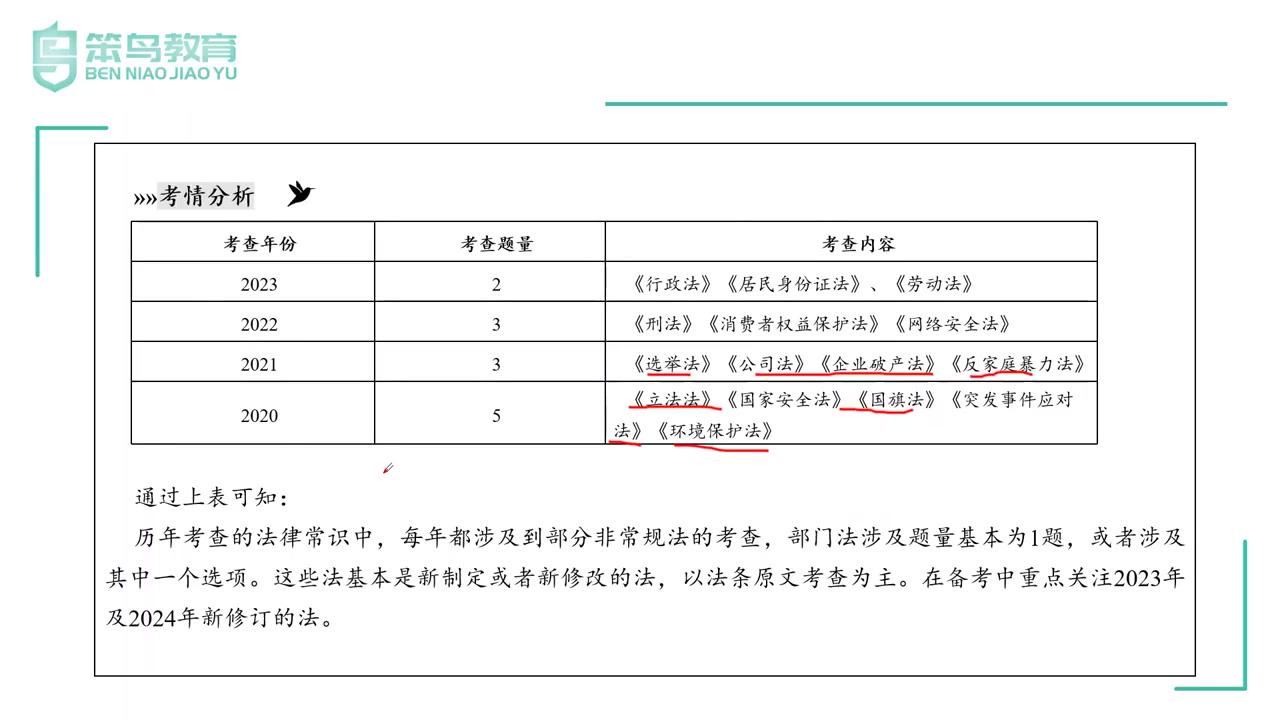 笨鸟教育
BEN NIAO JIAO YU
»»考情分析
考查年份 考查题量 考查内容
2023 2 《行政法》《居民身份证法》、《劳动法》
2022 3 《刑法》《消费者权益保护法》《网络安全法》
2021 3 《选举法》《公司法》《企业破产法》《反家庭暴力法》
2020 5 《立法法》《国家安全法》《国旗法》《突发事件应对
法》《环境保护法》
通过上表可知：
历年考查的法律常识中，每年都涉及到部分非常规法的考查，部门法涉及题量基本为1题，或者涉及
其中一个选项。这些法基本是新制定或者新修改的法，以法条原文考查为主。在备考中重点关注2023年
及2024年新修订的法。